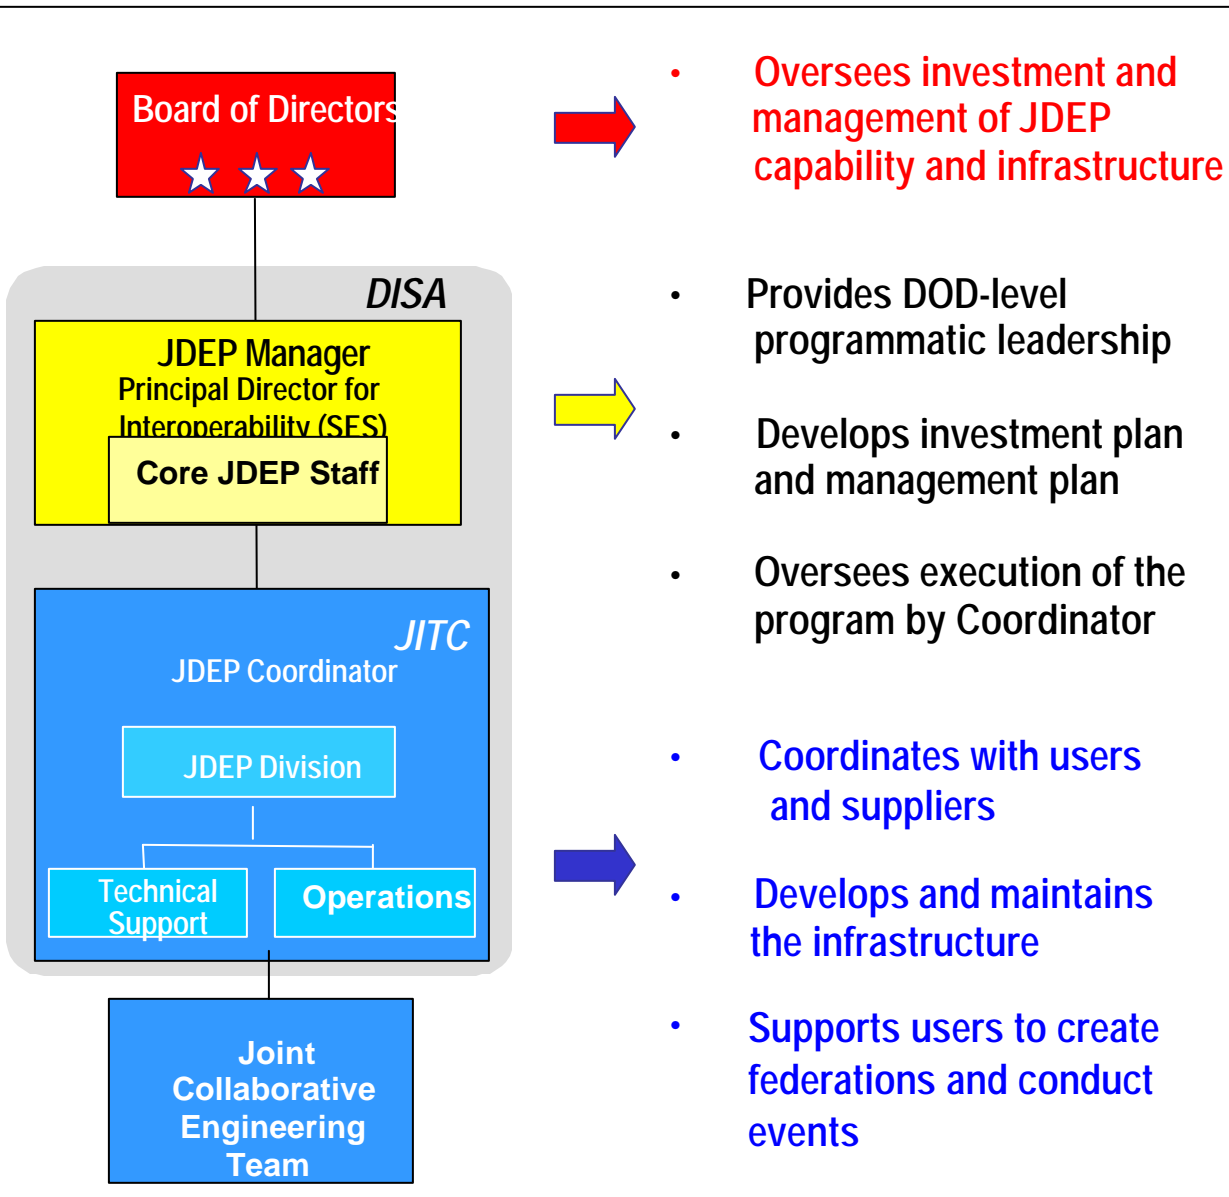 Board of Directors
• Oversees investment and
management of JDEP
capability and infrastructure
DISA
JDEP Manager
Principal Director for
Interoperability (SES)
Core JDEP Staff
• Provides DOD-level
programmatic leadership
• Develops investment plan
and management plan
• Oversees execution of the
program by Coordinator
JITC
JDEP Coordinator
JDEP Division
Technical
Support
Operations
• Coordinates with users
and suppliers
• Develops and maintains
the infrastructure
• Supports users to create
federations and conduct
events
Joint
Collaborative
Engineering
Team